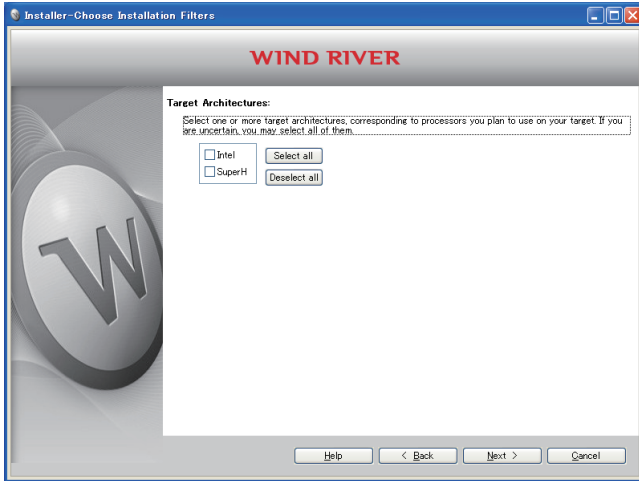 Installer-Choose Installation Filters
WIND RIVER
Target Architectures:
Select one or more target architectures, corresponding to processors you plan to use on your target. If you
are uncertain, you may select all of them.
Intel
Select all
SuperH
Deselect all
W
Help
< Back
Next >
Cancel